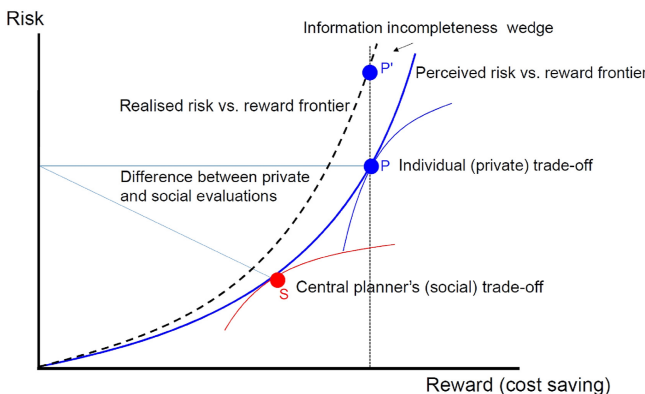 Risk
Information incompleteness wedge
P'
Perceived risk vs. reward frontier
Realised risk vs. reward frontier
P Individual (private) trade-off
Difference between private
and social evaluations
S
Central planner's (social) trade-off
Reward (cost saving)